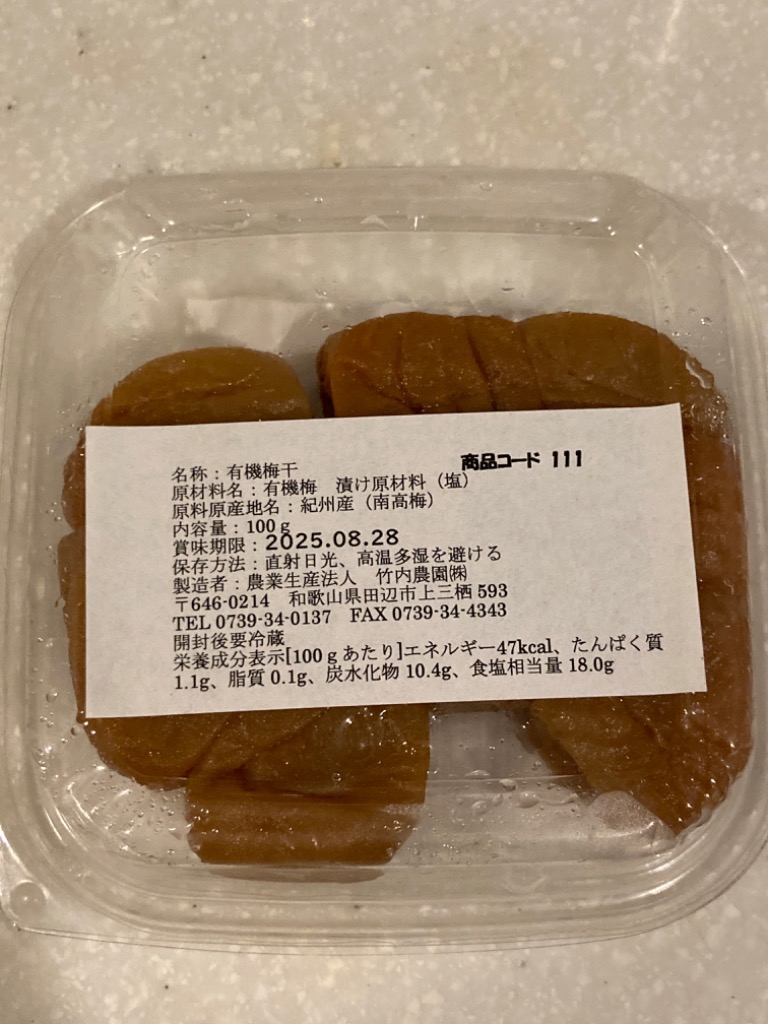 商品コード 111
名称：有機梅干
原材料名：有機梅　漬け原材料（塩）
原料原産地名：紀州産（南高梅）
内容量：100ｇ
賞味期限：2025.08.28
保存方法：直射日光、高温多湿を避ける
製造者：農業生産法人　竹内農園㈱
〒646-0214　和歌山県田辺市上三栖 593
TEL 0739-34-0137　FAX 0739-34-4343
開封後要冷蔵
栄養成分表示[100ｇあたり]エネルギー47kcal、たんぱく質
1.1g、脂質 0.1g、炭水化物 10.4g、食塩相当量 18.0g